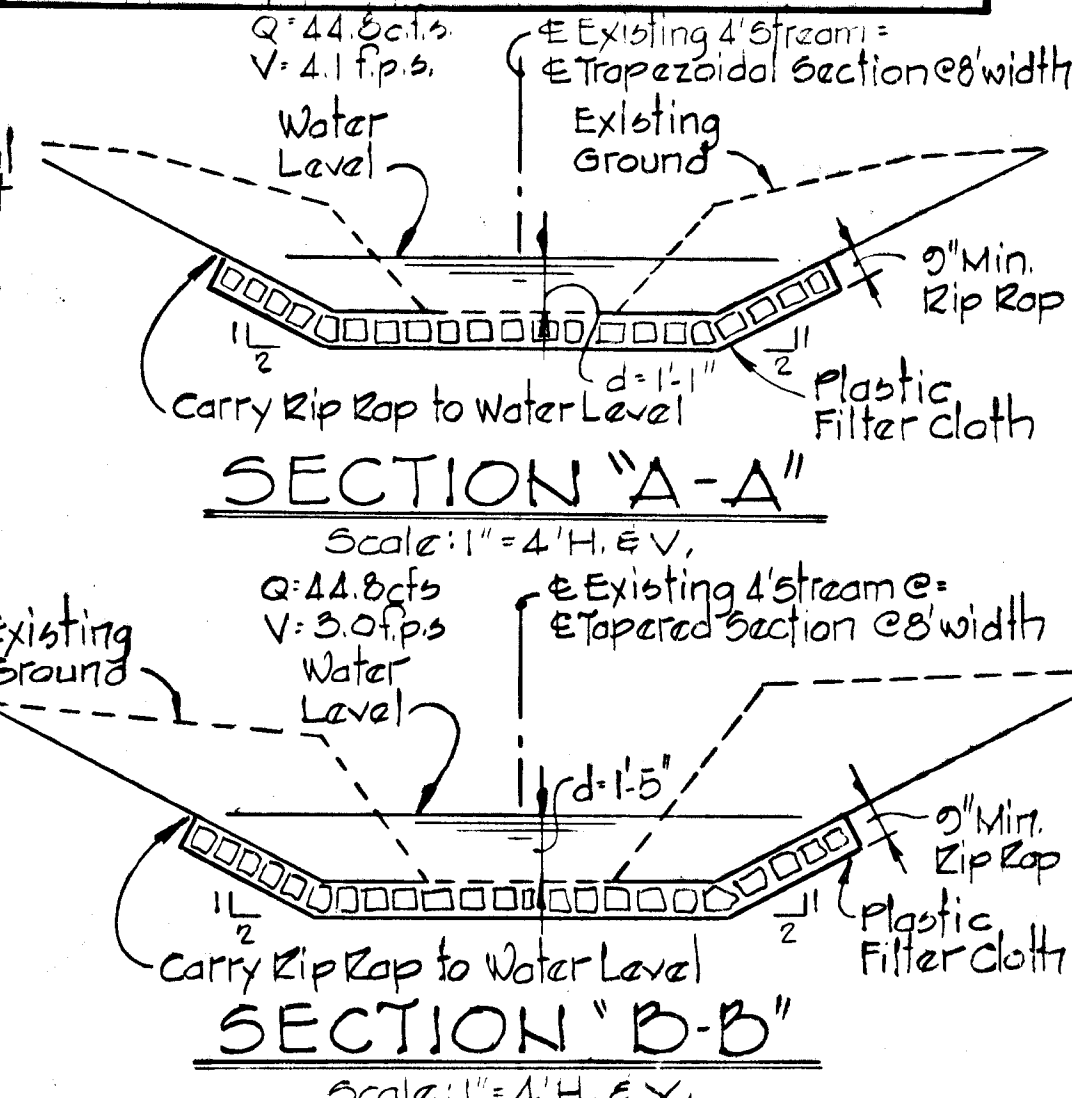 Q=44.8c.f.s.
V=4.1 f.p.s.
℄ Existing 4' Stream =
℄ Trapezoidal Section @8' width
Water
Level
Existing
Ground
9" Min.
Rip Rap
1
2
1
2
d=1'-1"
Carry Rip Rap to Water Level
Plastic
Filter Cloth
SECTION "A-A"
Scale: 1"=4' H. & V.
Q=44.8cfs
V=3.0f.p.s
℄ Existing 4' Stream @=
℄ Tapered Section @8' width
Existing
Ground
Water
Level
d=1'-5"
9" Min.
Rip Rap
1
2
1
2
Plastic
Filter Cloth
Carry Rip Rap to Water Level
SECTION "B-B"
Scale: 1"=4' H. & V.